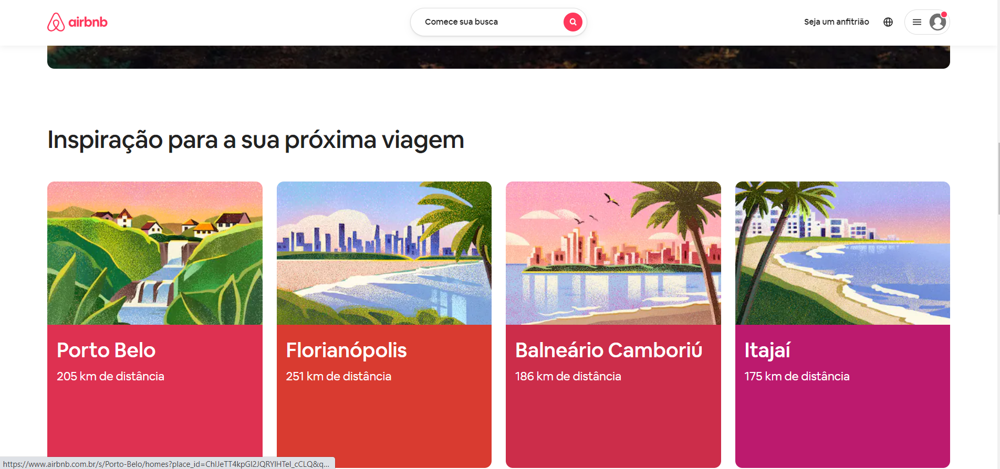 airbnb
Comece sua busca
Seja um anfitrião
Inspiração para a sua próxima viagem
Porto Belo
205 km de distância
Florianópolis
251 km de distância
Balneário Camboriú
186 km de distância
Itajaí
175 km de distância
https://www.airbnb.com.br/s/Porto-Belo/homes?place_id=ChIJeTT4kpGl2JQRYIHTel_cCLQ&q...